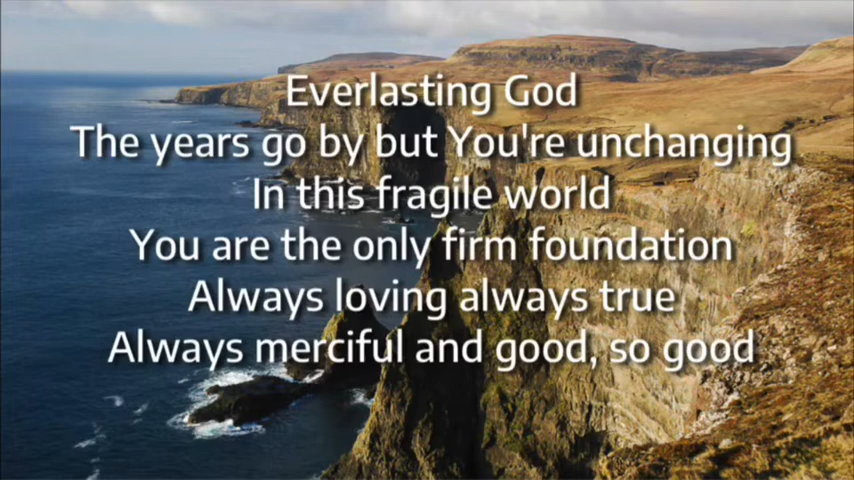 Everlasting God
The years go by but You're unchanging
In this fragile world
You are the only firm foundation
Always loving always true
Always merciful and good, so good